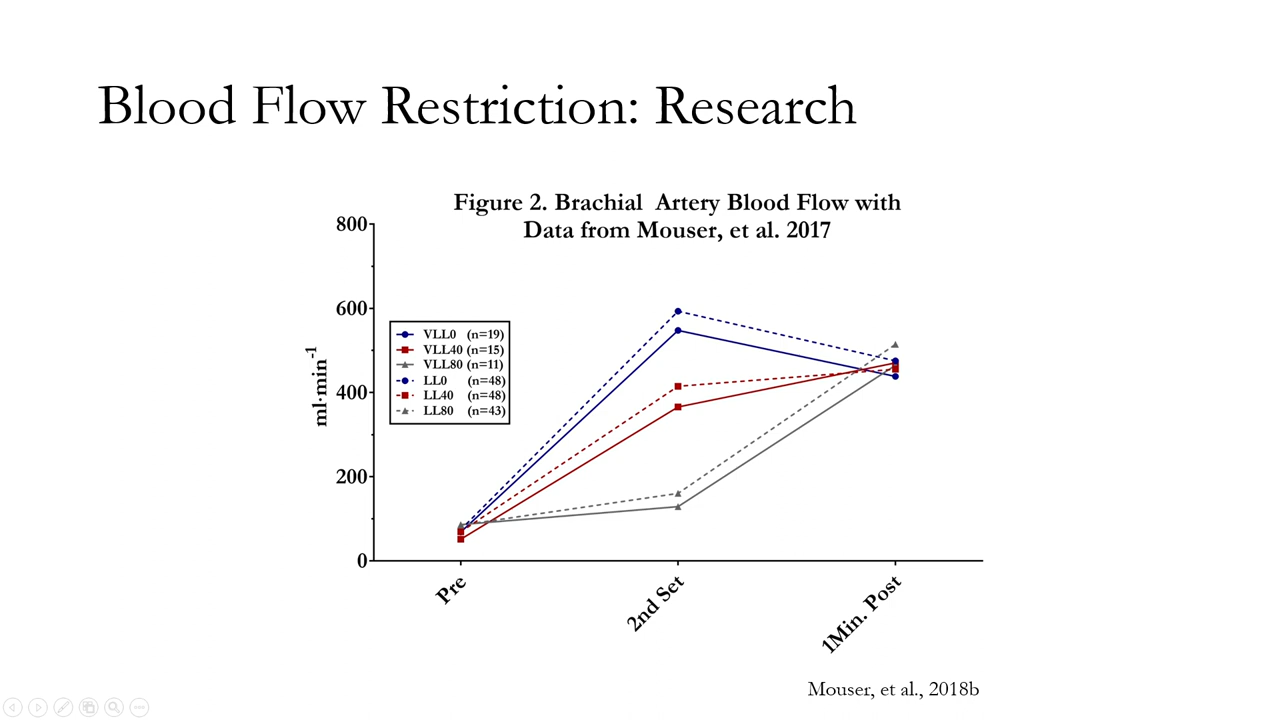 Blood Flow Restriction: Research
Figure 2. Brachial Artery Blood Flow with
Data from Mouser, et al. 2017
800
600
400
200
0
ml·min-1
VLL0 (n=19)
VLL40 (n=15)
VLL80 (n=11)
LL0 (n=48)
LL40 (n=48)
LL80 (n=43)
Pre
2nd Set
1Min. Post
Mouser, et al., 2018b